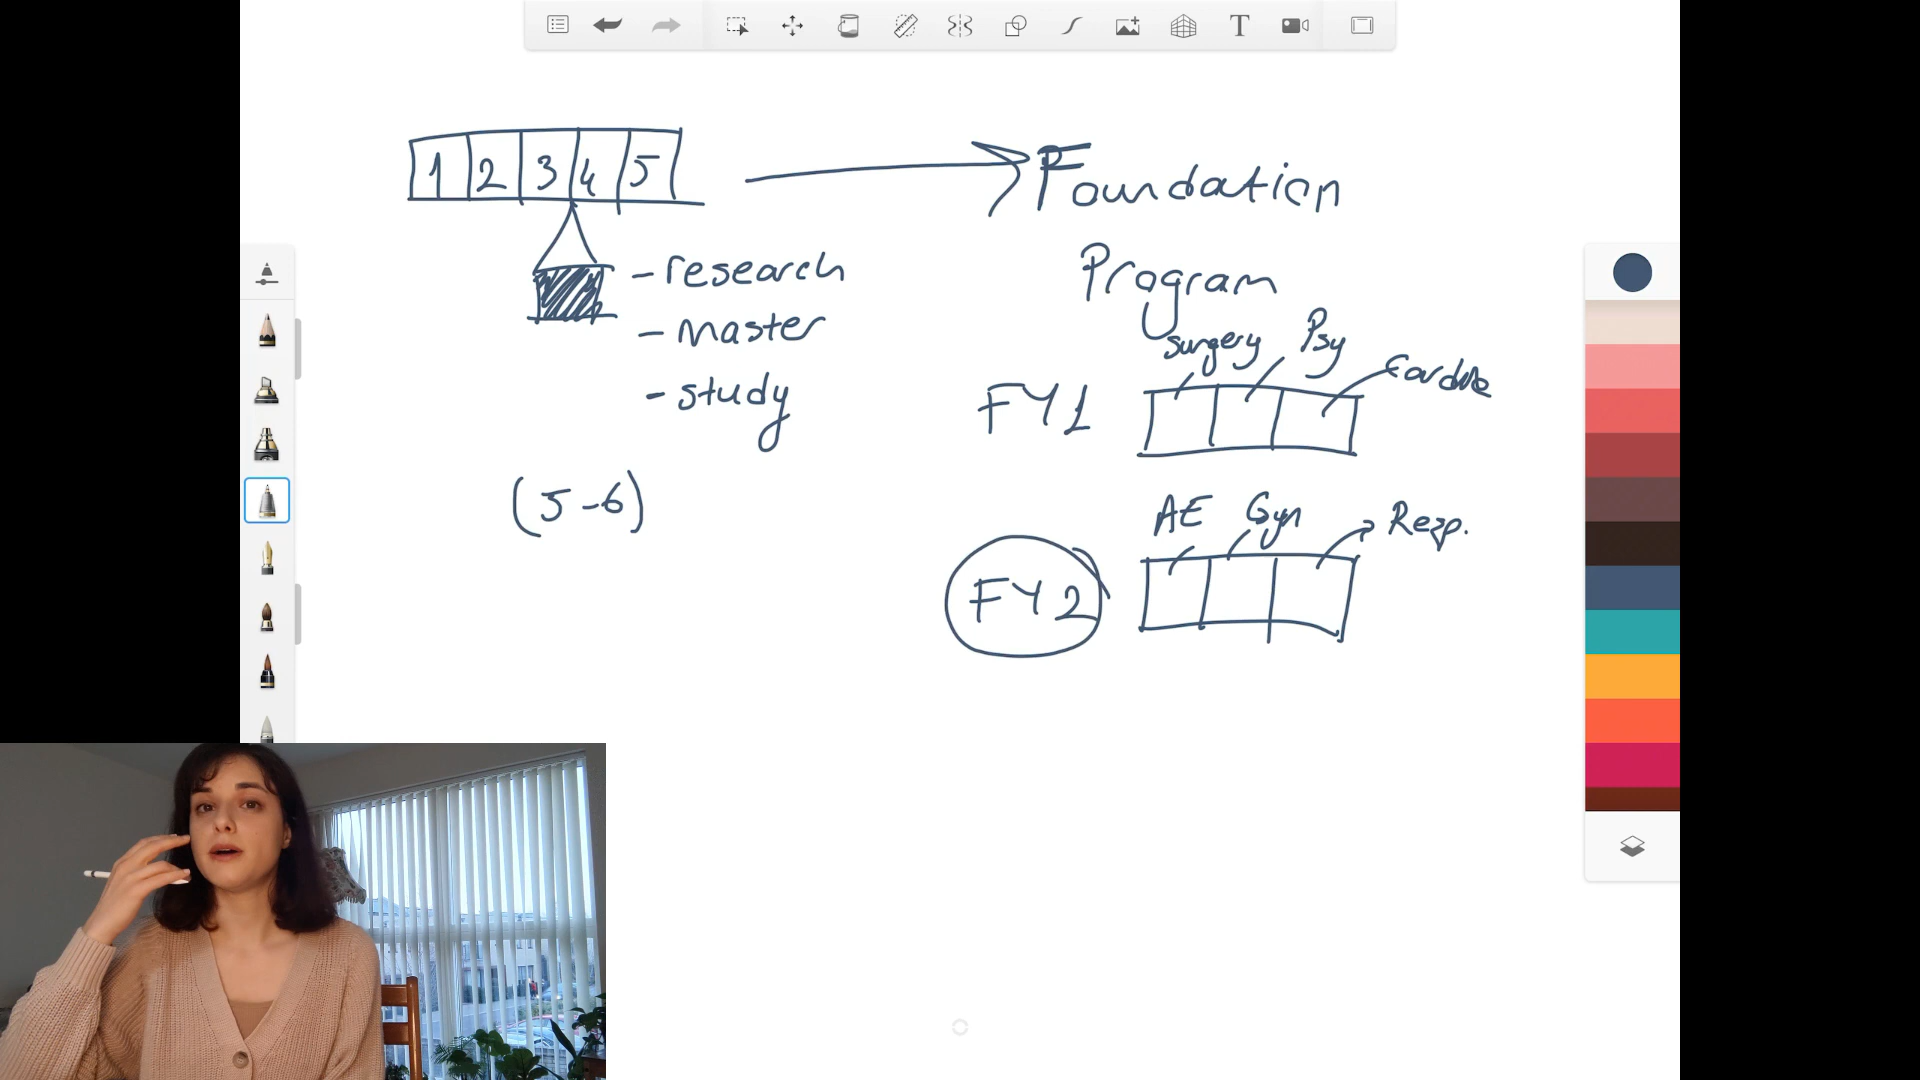 1 2 3 4 5
Foundation
Program
- research
- master
- study
(5-6)
surgery Psy Cardio
FY1
AE Gyn Resp.
FY2
T